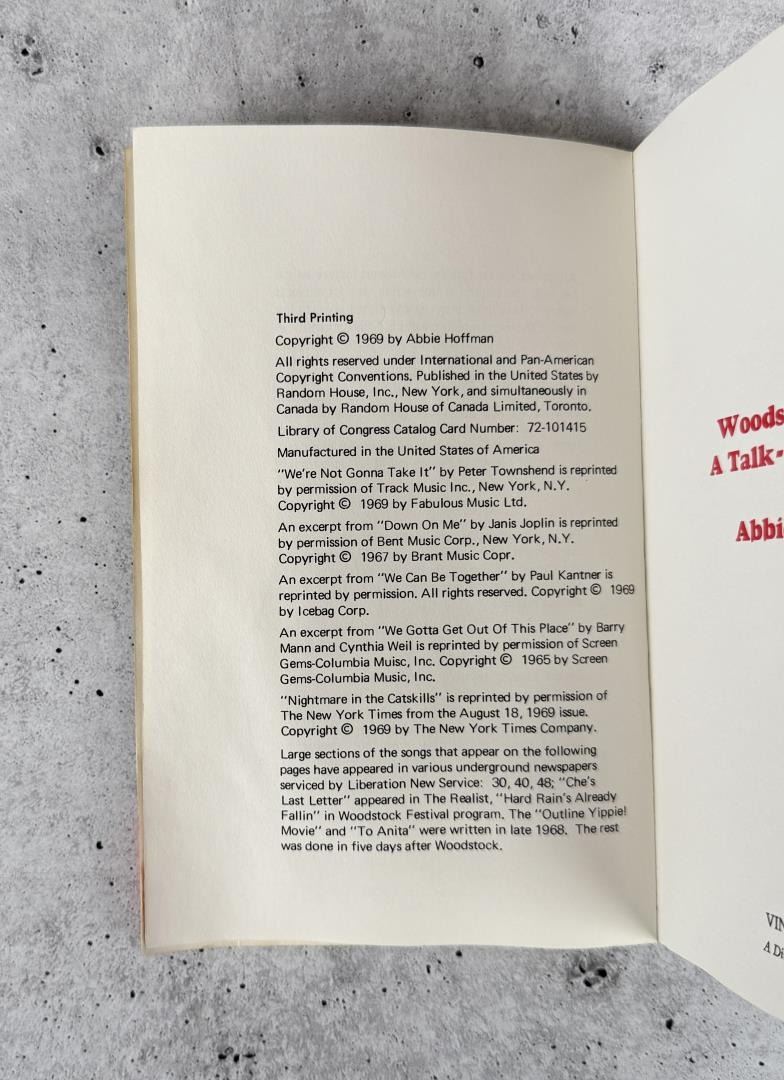 Third Printing
Copyright © 1969 by Abbie Hoffman
All rights reserved under International and Pan-American
Copyright Conventions. Published in the United States by
Random House, Inc., New York, and simultaneously in
Canada by Random House of Canada Limited, Toronto.
Library of Congress Catalog Card Number: 72-101415
Manufactured in the United States of America
"We're Not Gonna Take It" by Peter Townshend is reprinted
by permission of Track Music Inc., New York, N.Y.
Copyright © 1969 by Fabulous Music Ltd.
An excerpt from "Down On Me" by Janis Joplin is reprinted
by permission of Bent Music Corp., New York, N.Y.
Copyright © 1967 by Brant Music Copr.
An excerpt from "We Can Be Together" by Paul Kantner is
reprinted by permission. All rights reserved. Copyright © 1969
by Icebag Corp.
An excerpt from "We Gotta Get Out Of This Place" by Barry
Mann and Cynthia Weil is reprinted by permission of Screen
Gems-Columbia Muisc, Inc. Copyright © 1965 by Screen
Gems-Columbia Music, Inc.
"Nightmare in the Catskills" is reprinted by permission of
The New York Times from the August 18, 1969 issue.
Copyright © 1969 by The New York Times Company.
Large sections of the songs that appear on the following
pages have appeared in various underground newspapers
serviced by Liberation New Service: 30, 40, 48; "Che's
Last Letter" appeared in The Realist, "Hard Rain's Already
Fallin" in Woodstock Festival program. The "Outline Yippie!
Movie" and "To Anita" were written in late 1968. The rest
was done in five days after Woodstock.
Woods
A Talk-
Abbi
VIN
A Di